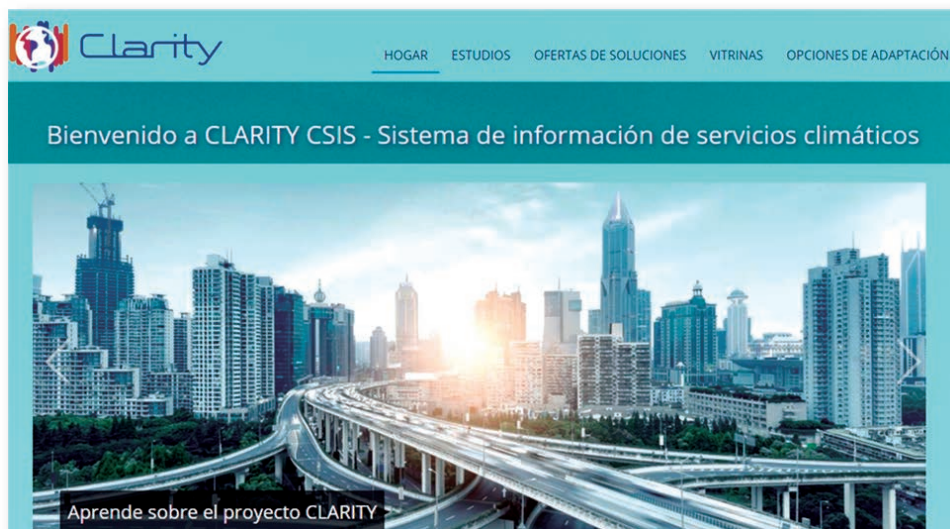 Clarity
HOGAR ESTUDIOS OFERTAS DE SOLUCIONES VITRINAS OPCIONES DE ADAPTACIÓN
Bienvenido a CLARITY CSIS - Sistema de información de servicios climáticos
Aprende sobre el proyecto CLARITY